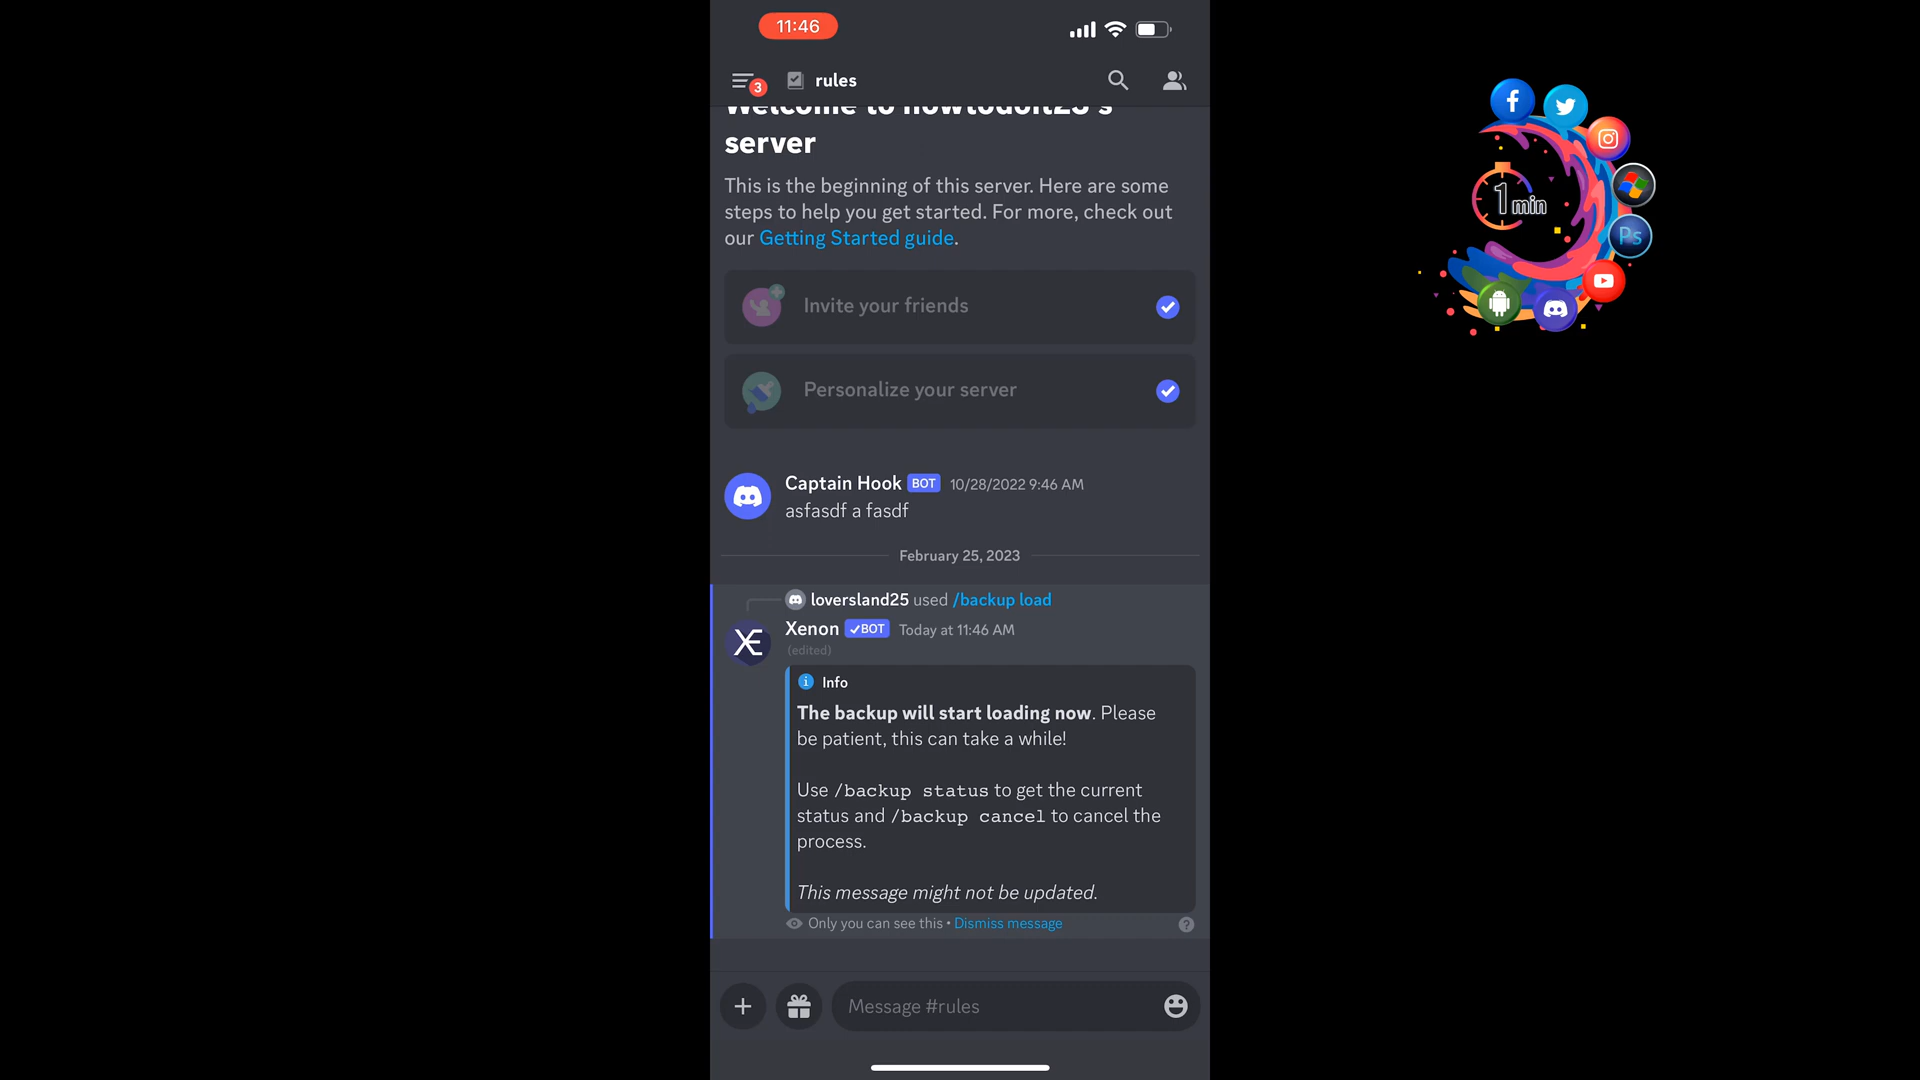 11:46
3
rules
Welcome to howtodoit25's
server
This is the beginning of this server. Here are some
steps to help you get started. For more, check out
our Getting Started guide.
Invite your friends
Personalize your server
Captain Hook BOT 10/28/2022 9:46 AM
asfasdf a fasdf
February 25, 2023
loversland25 used /backup load
Xenon ✓BOT Today at 11:46 AM
(edited)
Info
The backup will start loading now. Please
be patient, this can take a while!
Use /backup status to get the current
status and /backup cancel to cancel the
process.
This message might not be updated.
Only you can see this • Dismiss message
Message #rules
1 min
Ps